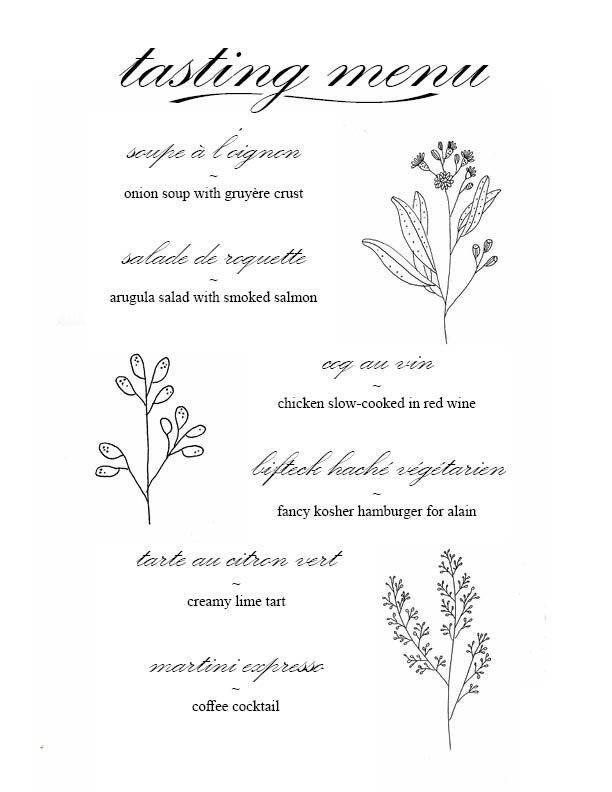 tasting menu
soupe à l'oignon
~
onion soup with gruyère crust
salade de roquette
~
arugula salad with smoked salmon
coq au vin
~
chicken slow-cooked in red wine
bifteck haché végétarien
~
fancy kosher hamburger for alain
tarte au citron vert
~
creamy lime tart
martini expresso
~
coffee cocktail